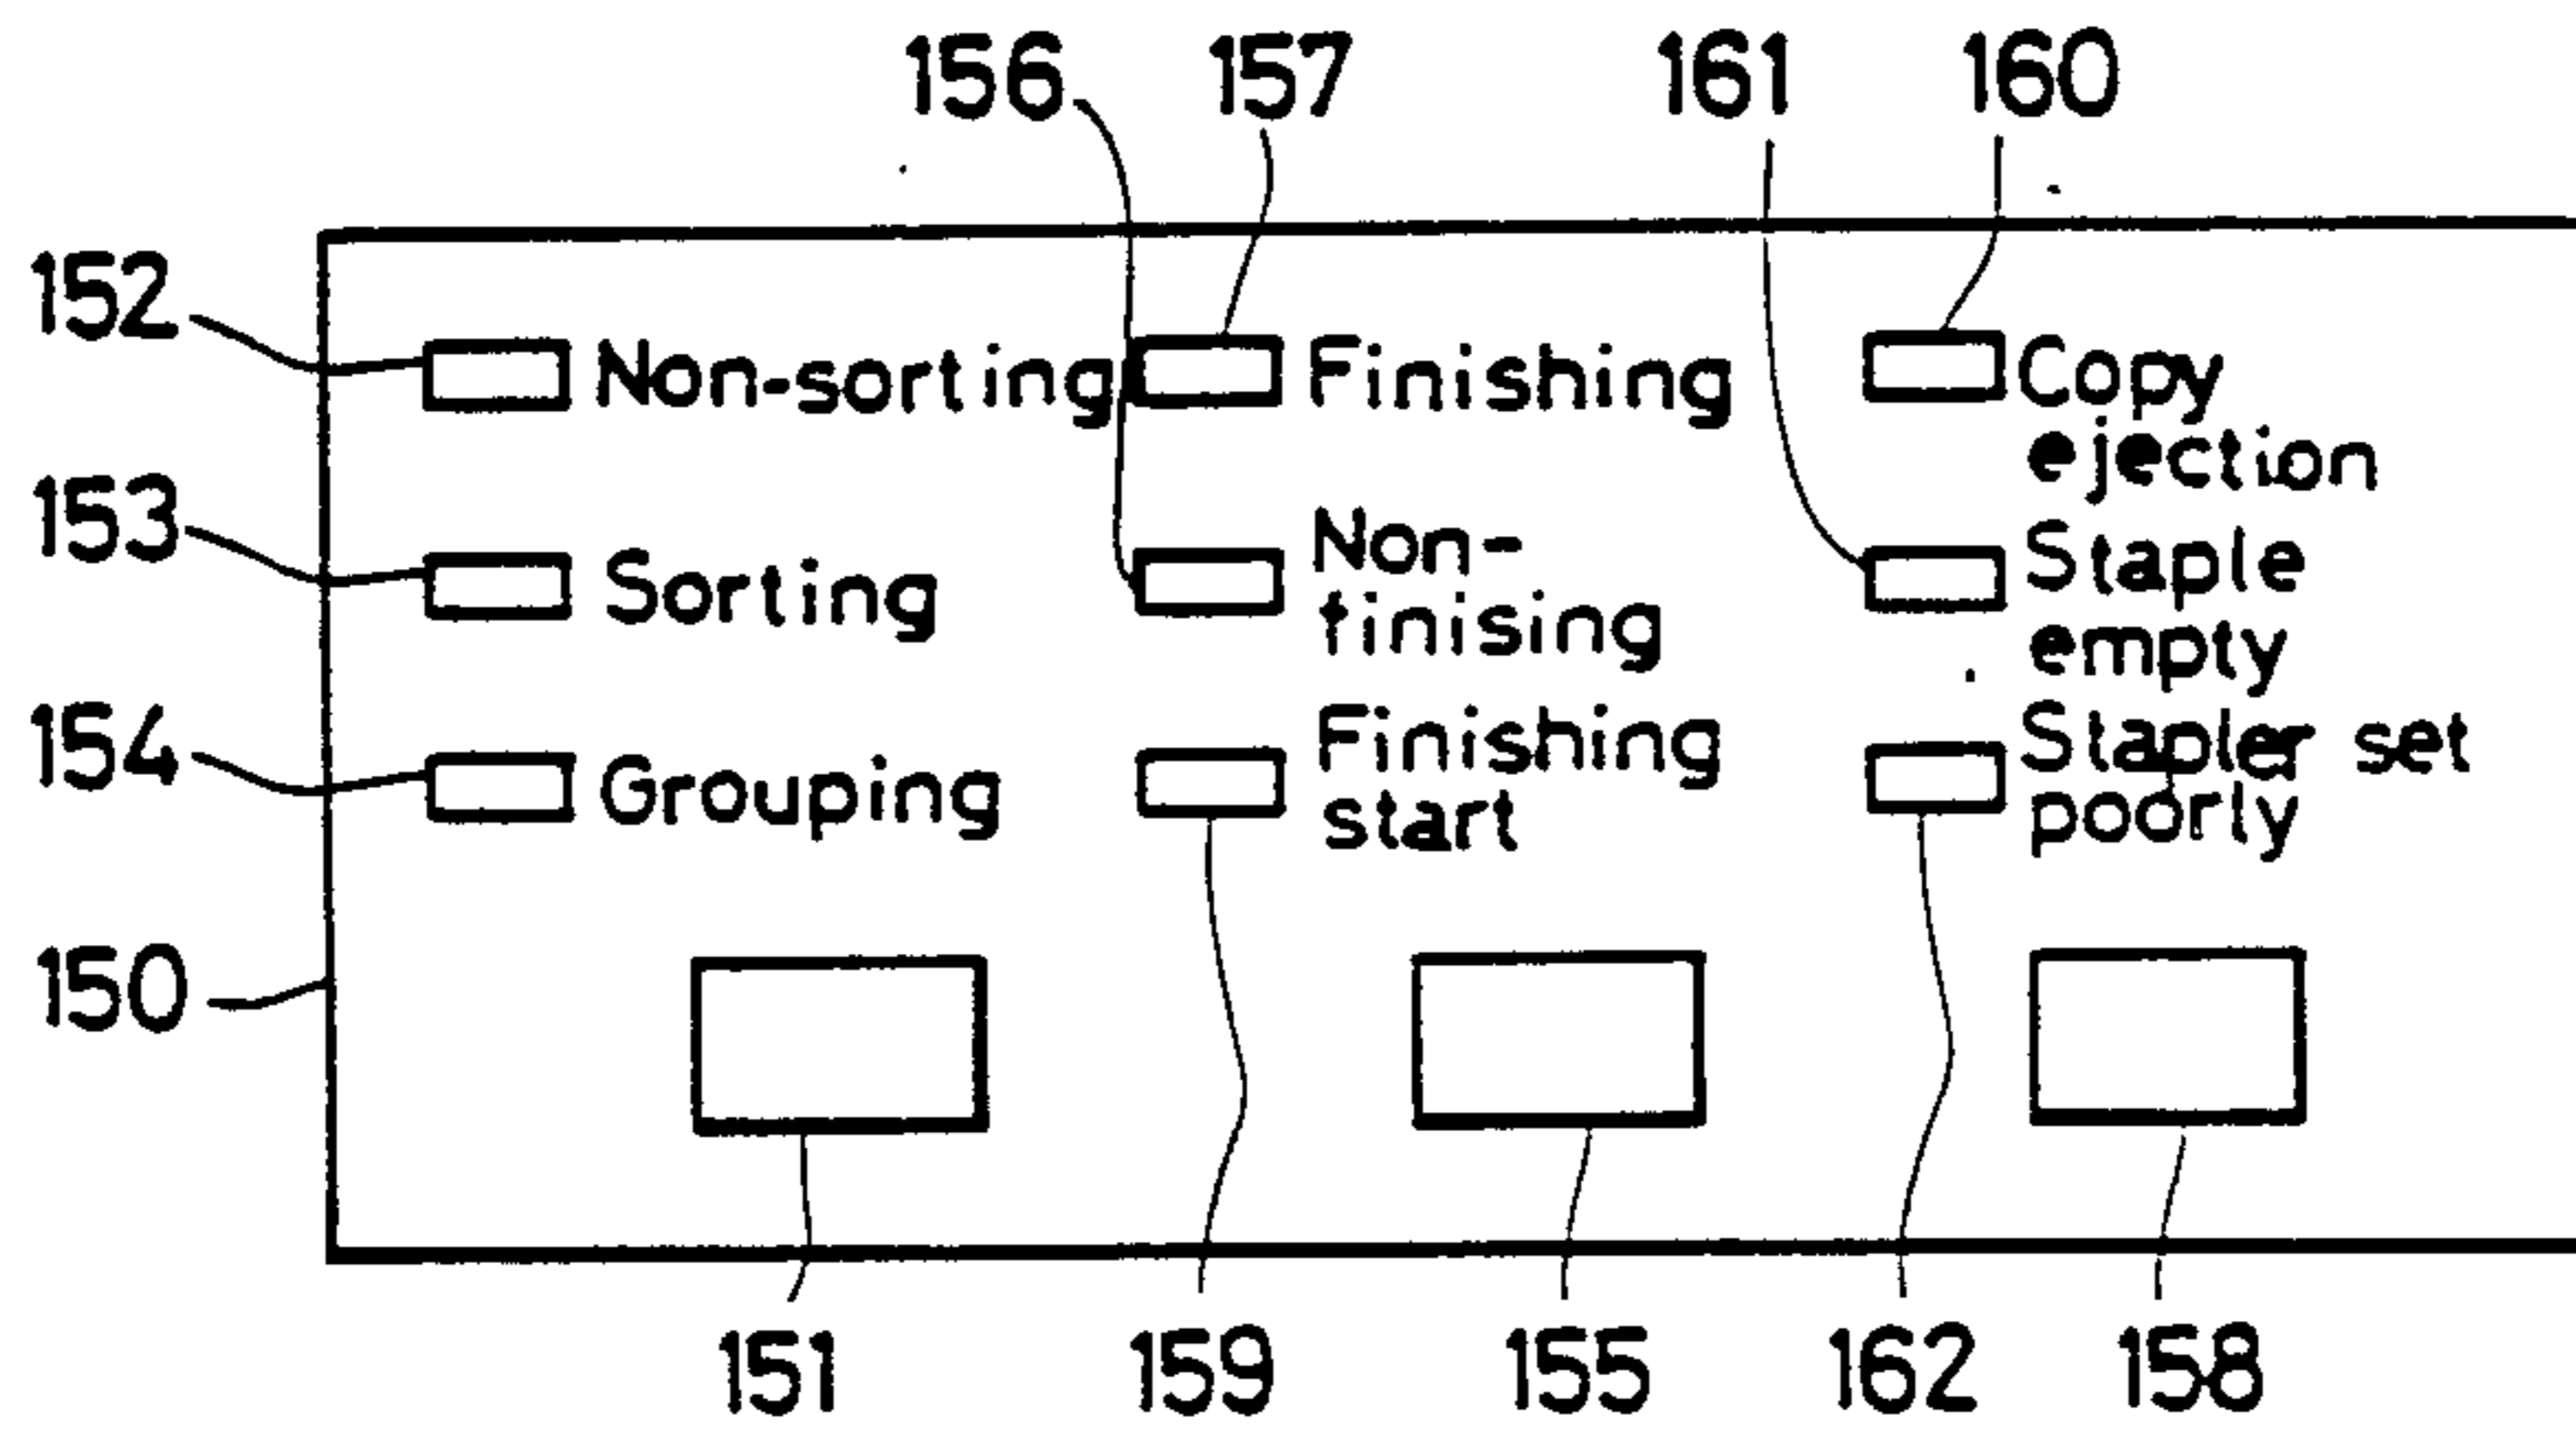 156 157 161 160
152 Non-sorting Finishing Copy
ejection
153 Sorting Non-
finising Staple
empty
154 Grouping Finishing
start Stapler set
poorly
150
151 159 155 162 158